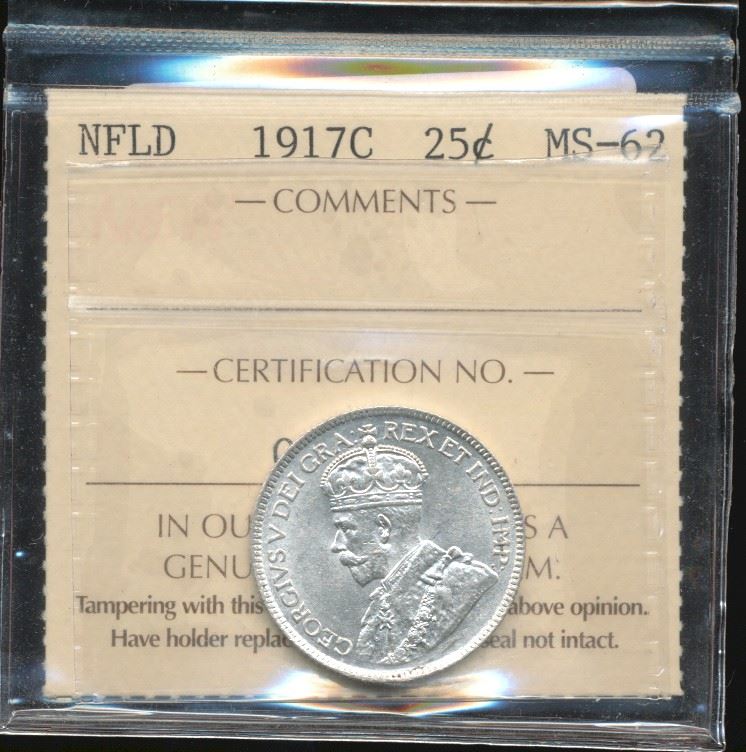 NFLD 1917C 25¢ MS-62
— COMMENTS —
— CERTIFICATION NO. —
GEORGIVS V DEI GRA: REX ET IND: IMP:
IN OU S A
GENU M.
Tampering with this above opinion.
Have holder replac seal not intact.